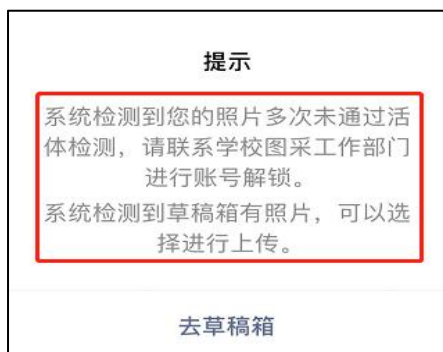 提示
系统检测到您的照片多次未通过活
体检测，请联系学校图采工作部门
进行账号解锁。
系统检测到草稿箱有照片，可以选
择进行上传。
去草稿箱